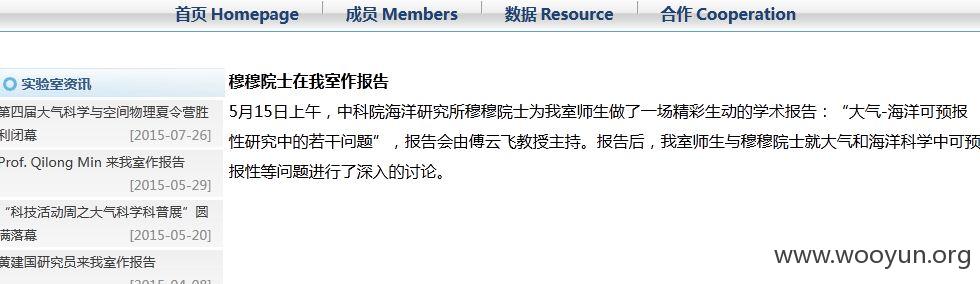 首页 Homepage
成员 Members
数据 Resource
合作 Cooperation
实验室资讯
第四届大气科学与空间物理夏令营胜
利闭幕 [2015-07-26]
Prof. Qilong Min 来我室作报告
[2015-05-29]
“科技活动周之大气科学科普展”圆
满落幕 [2015-05-20]
黄建国研究员来我室作报告
[2015-04-08]
穆穆院士在我室作报告
5月15日上午，中科院海洋研究所穆穆院士为我室师生做了一场精彩生动的学术报告：“大气-海洋可预报
性研究中的若干问题”，报告会由傅云飞教授主持。报告后，我室师生与穆穆院士就大气和海洋科学中可预
报性等问题进行了深入的讨论。
www.wooyun.org